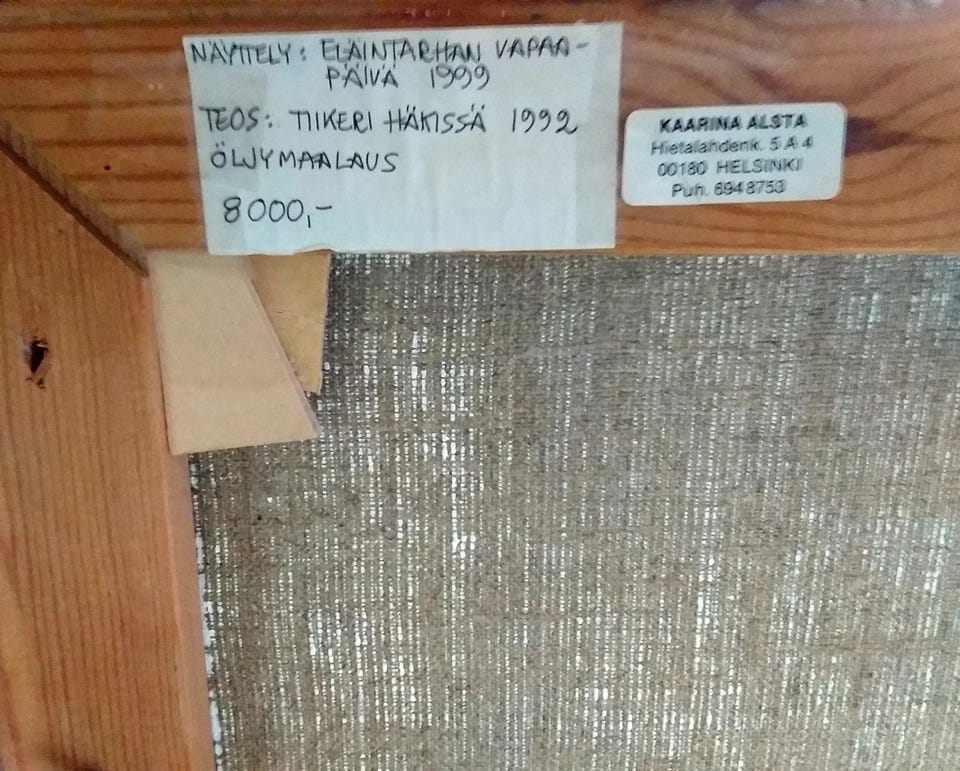 NÄYTTELY: ELÄINTARHAN VAPAA-
PÄIVÄ 1999
TEOS: TIIKERI HÄKISSÄ 1992
ÖLJYMAALAUS
8000,-
KAARINA ALSTA
Hietalahdenk. 5 A 4
00180 HELSINKI
Puh. 6948753